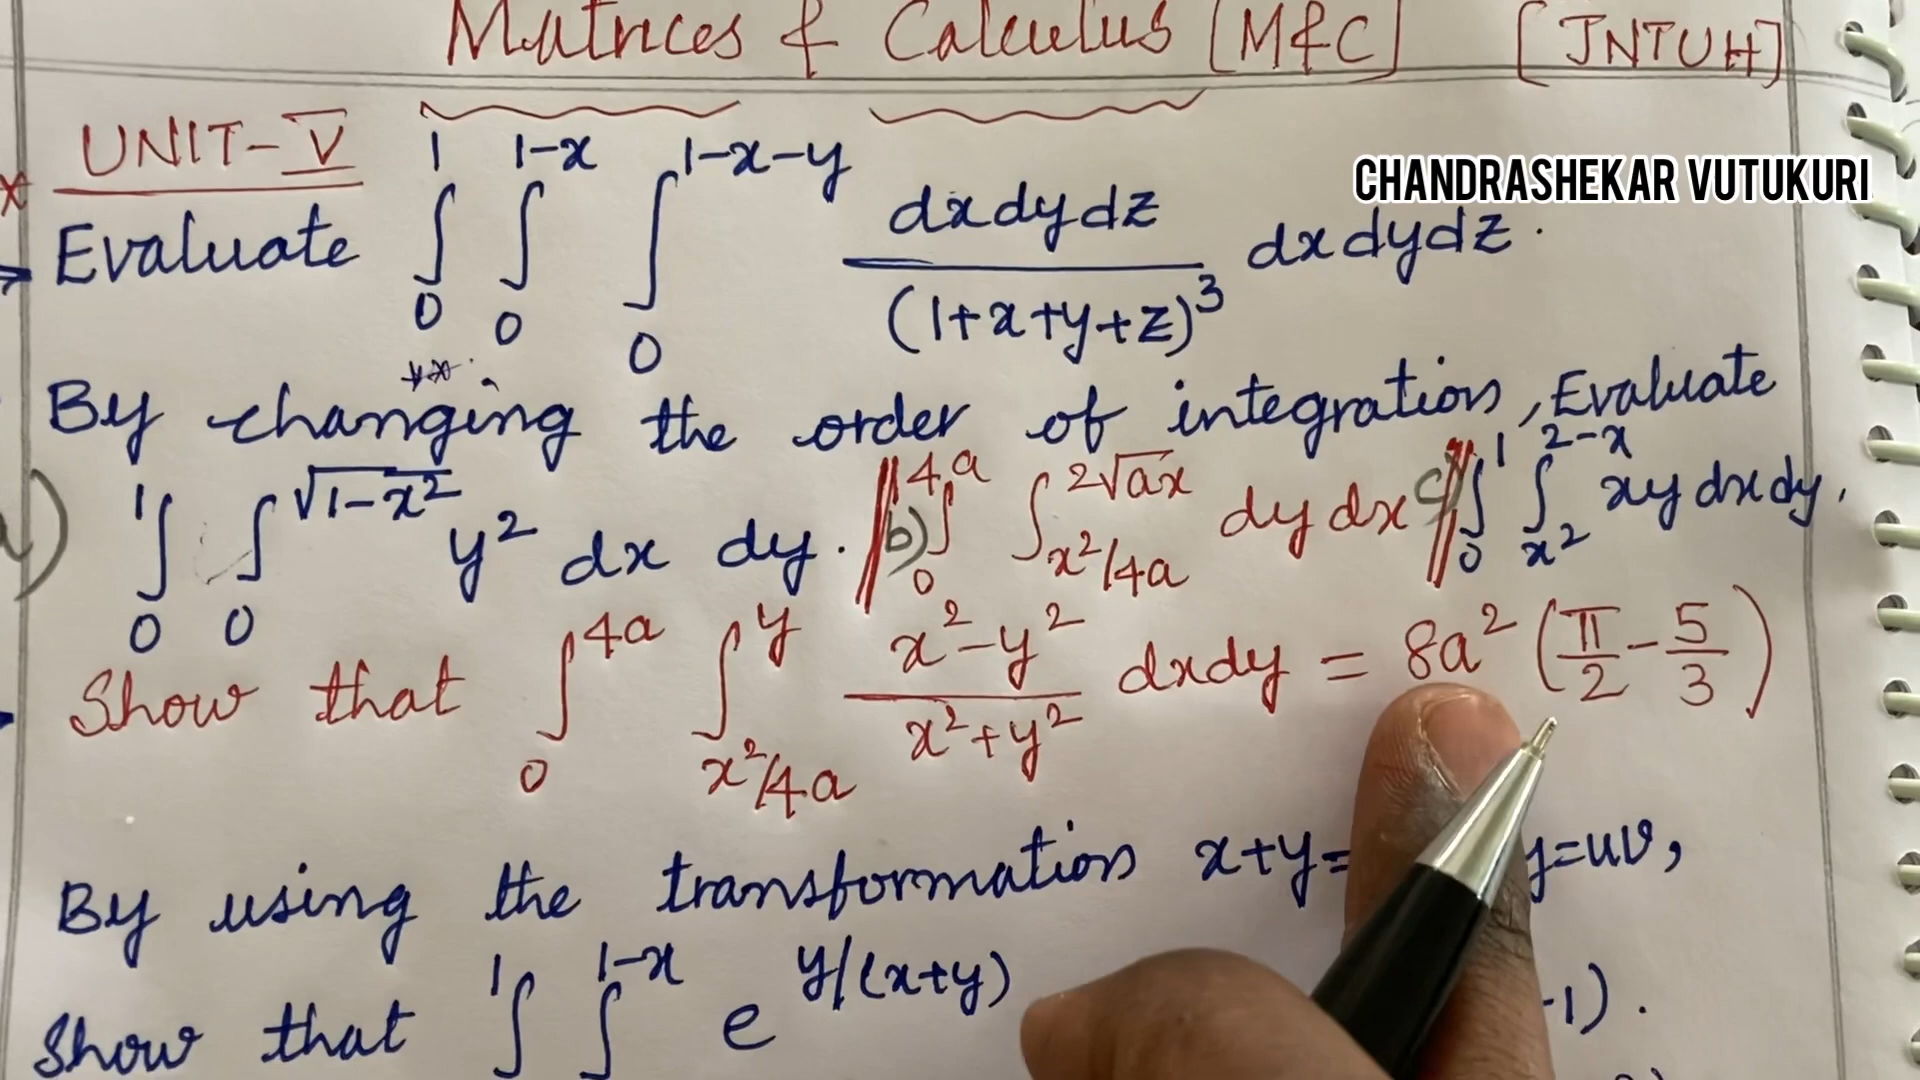 Matrices & Calculus [M&C] [JNTUH]
UNIT-V
CHANDRASHEKAR VUTUKURI
Evaluate ∫₀¹ ∫₀^(1-x) ∫₀^(1-x-y) dxdydz/(1+x+y+z)³ dxdydz.
By changing the order of integration, Evaluate
a) ∫₀¹ ∫₀^√(1-x²) y² dx dy. b) ∫₀^4a ∫_(x²/4a)^(2√ax) dy dx c) ∫₀¹ ∫_(x²)^(2-x) xy dx dy.
Show that ∫₀^4a ∫_(x²/4a)^y (x²-y²)/(x²+y²) dxdy = 8a² (π/2 - 5/3)
By using the transformation x+y= y=uv,
Show that ∫¹ ∫^(1-x) e^(y/(x+y)) -1).